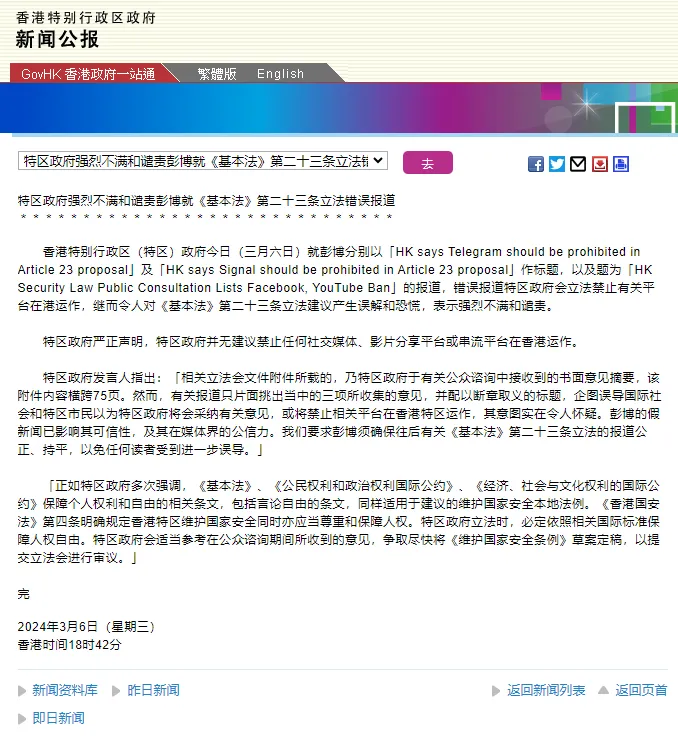 香港特别行政区政府
新闻公报
GovHK 香港政府一站通
繁體版
English
特区政府强烈不满和谴责彭博就《基本法》第二十三条立法错
去
特区政府强烈不满和谴责彭博就《基本法》第二十三条立法错误报道
* * * * * * * * * * * * * * * * * * * * * * * * * * * * * *
香港特别行政区（特区）政府今日（三月六日）就彭博分别以「HK says Telegram should be prohibited in
Article 23 proposal」及「HK says Signal should be prohibited in Article 23 proposal」作标题，以及题为「HK
Security Law Public Consultation Lists Facebook, YouTube Ban」的报道，错误报道特区政府会立法禁止有关平
台在港运作，继而令人对《基本法》第二十三条立法建议产生误解和恐慌，表示强烈不满和谴责。
特区政府严正声明，特区政府并无建议禁止任何社交媒体、影片分享平台或串流平台在香港运作。
特区政府发言人指出：「相关立法会文件附件所载的，乃特区政府于有关公众谘询中接收到的书面意见摘要，该
附件内容横跨75页。然而，有关报道只片面挑出当中的三项所收集的意见，并配以断章取义的标题，企图误导国际社
会和特区市民以为特区政府将会采纳有关意见，或将禁止相关平台在香港特区运作，其意图实在令人怀疑。彭博的假
新闻已影响其可信性，及其在媒体界的公信力。我们要求彭博须确保往后有关《基本法》第二十三条立法的报道公
正、持平，以免任何读者受到进一步误导。」
「正如特区政府多次强调，《基本法》、《公民权利和政治权利国际公约》、《经济、社会与文化权利的国际公
约》保障个人权利和自由的相关条文，包括言论自由的条文，同样适用于建议的维护国家安全本地法例。《香港国安
法》第四条明确规定香港特区维护国家安全同时亦应当尊重和保障人权。特区政府立法时，必定依照相关国际标准保
障人权自由。特区政府会适当参考在公众谘询期间所收到的意见，争取尽快将《维护国家安全条例》草案定稿，以提
交立法会进行审议。」
完
2024年3月6日（星期三）
香港时间18时42分
新闻资料库
昨日新闻
返回新闻列表
返回页首
即日新闻